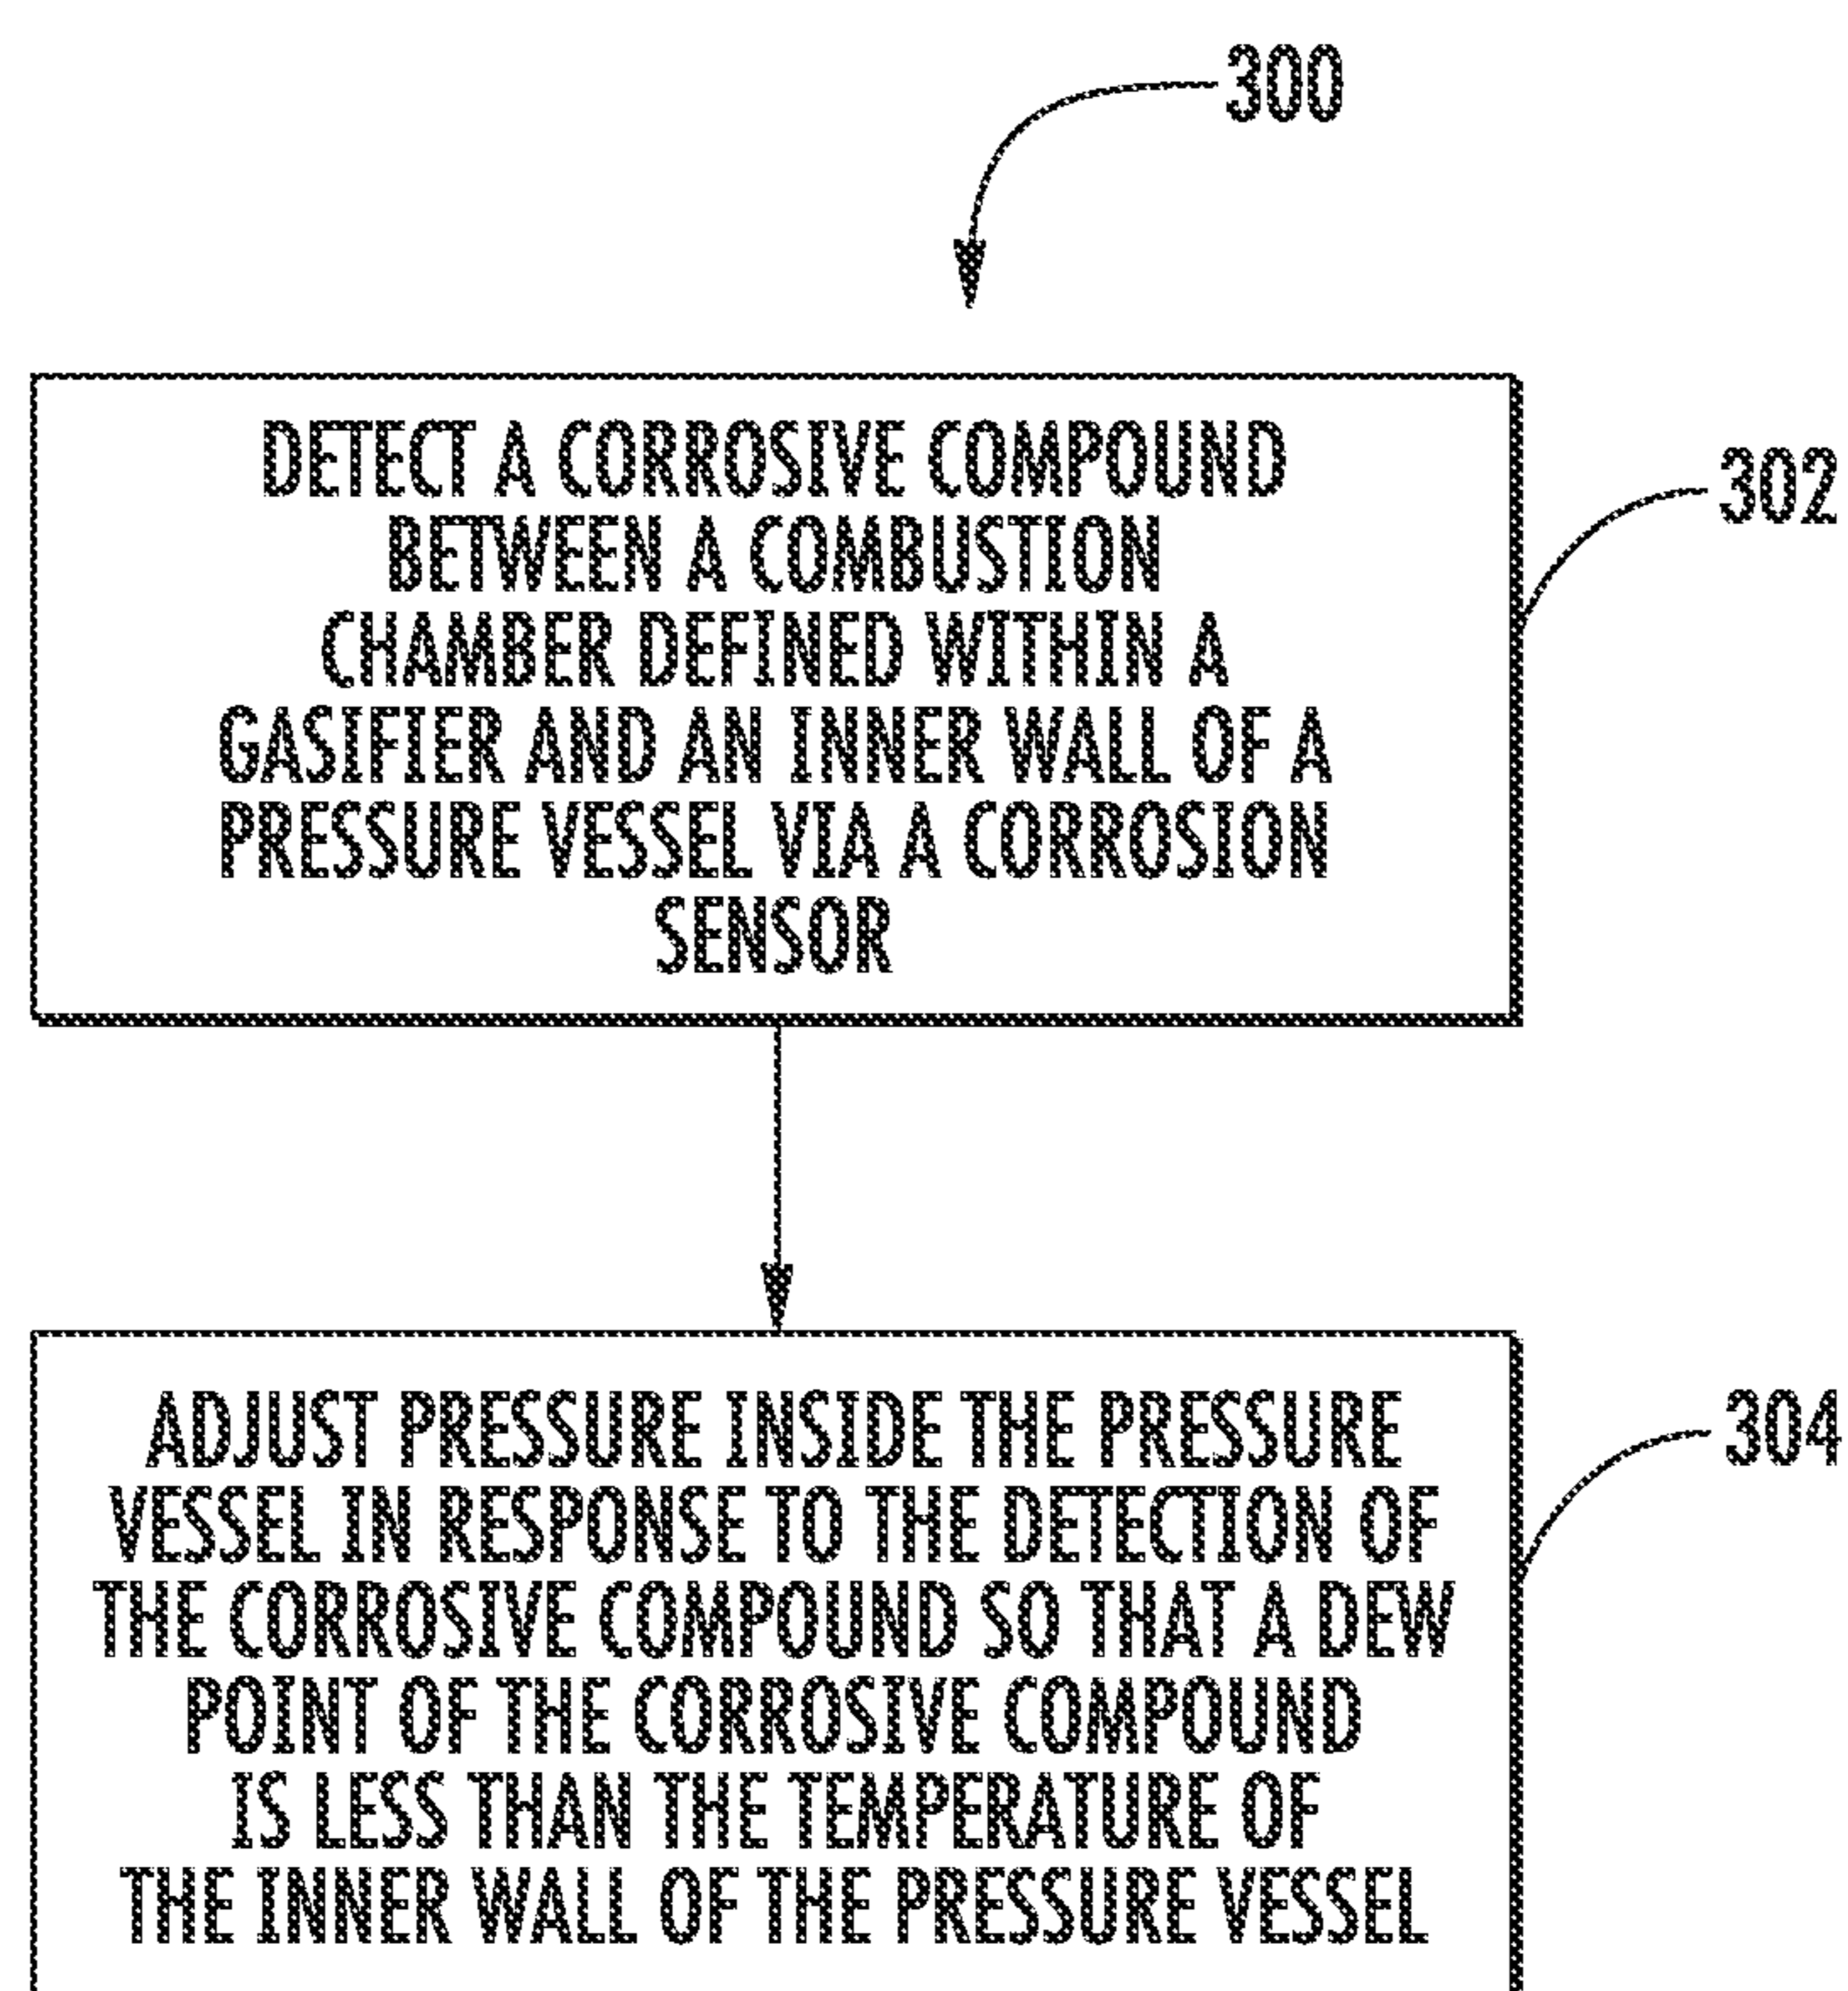 300
DETECT A CORROSIVE COMPOUND
BETWEEN A COMBUSTION
CHAMBER DEFINED WITHIN A
GASIFIER AND AN INNER WALL OF A
PRESSURE VESSEL VIA A CORROSION
SENSOR
302
ADJUST PRESSURE INSIDE THE PRESSURE
VESSEL IN RESPONSE TO THE DETECTION OF
THE CORROSIVE COMPOUND SO THAT A DEW
POINT OF THE CORROSIVE COMPOUND
IS LESS THAN THE TEMPERATURE OF
THE INNER WALL OF THE PRESSURE VESSEL
304